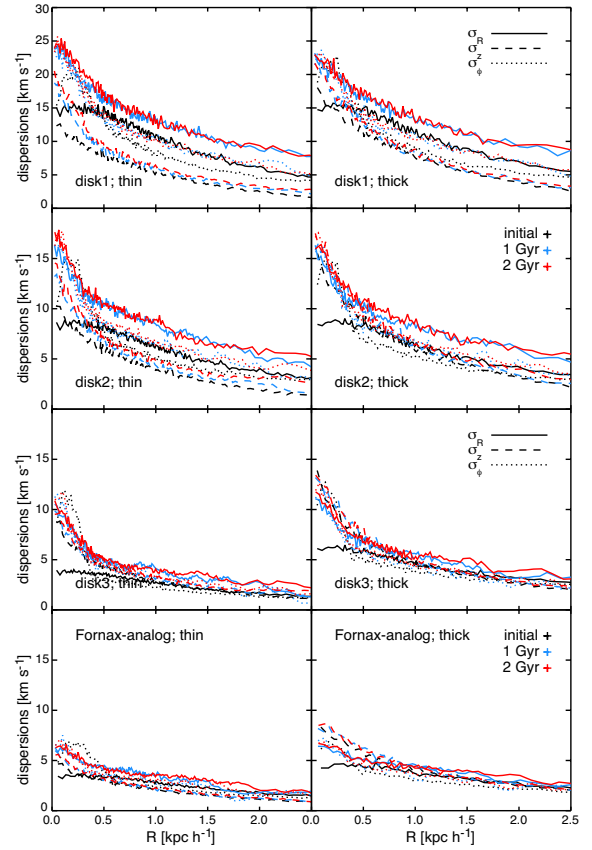 30
25
20
15
10
5
0
dispersions [km s⁻¹]
disk1; thin
σR
σz
σϕ
disk1; thick
15
10
5
0
dispersions [km s⁻¹]
disk2; thin
initial +
1 Gyr +
2 Gyr +
disk2; thick
15
10
5
0
dispersions [km s⁻¹]
disk3; thin
σR
σz
σϕ
disk3; thick
Fornax-analog; thin
15
10
5
0
dispersions [km s⁻¹]
Fornax-analog; thick
initial +
1 Gyr +
2 Gyr +
0.0 0.5 1.0 1.5 2.0 0.0 0.5 1.0 1.5 2.0 2.5
R [kpc h⁻¹] R [kpc h⁻¹]